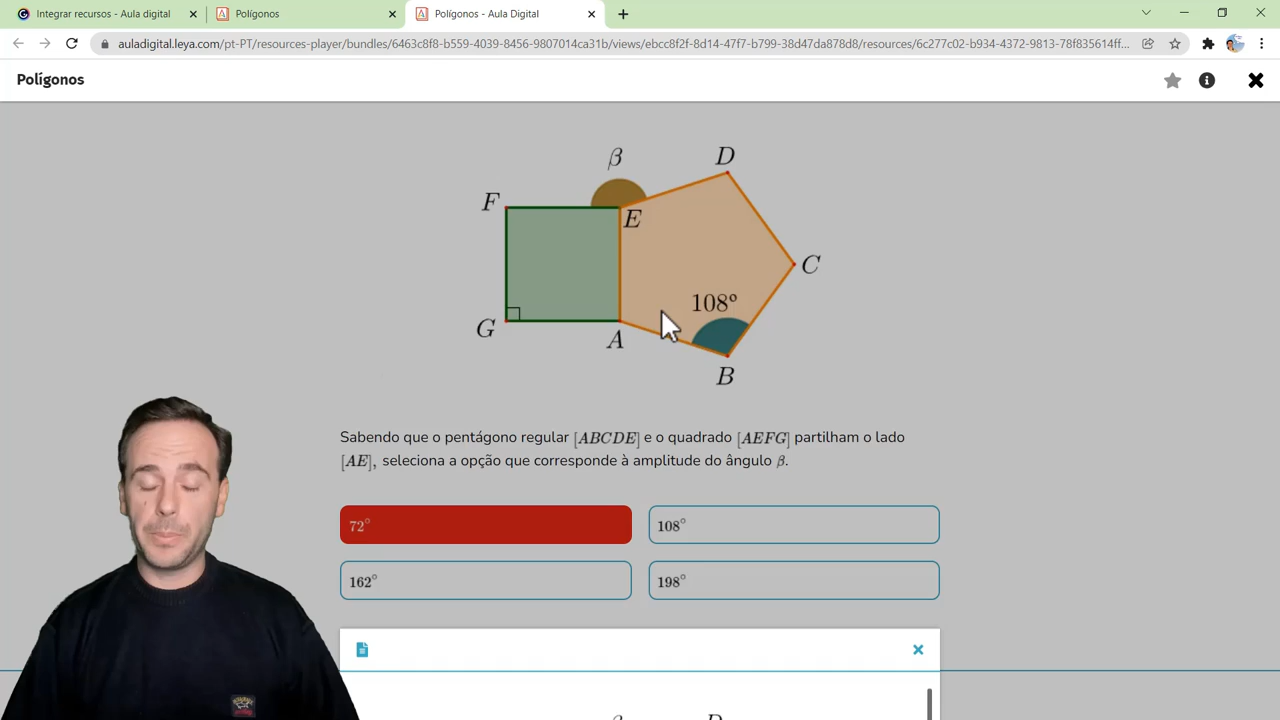 Integrar recursos - Aula digital
Polígonos
Polígonos - Aula Digital
auladigital.leya.com/pt-PT/resources-player/bundles/6463c8f8-b559-4039-9156-9807014ca31b/views/ebcc8f2f-8d14-47f7-b799-38d47da878d8/resources/6c277c02-b934-4372-9813-78f835614ff...
Polígonos
β
D
F
E
C
108º
G
A
B
Sabendo que o pentágono regular [ABCDE] e o quadrado [AEFG] partilham o lado
[AE], seleciona a opção que corresponde à amplitude do ângulo β.
72°
108°
162°
198°
β
D